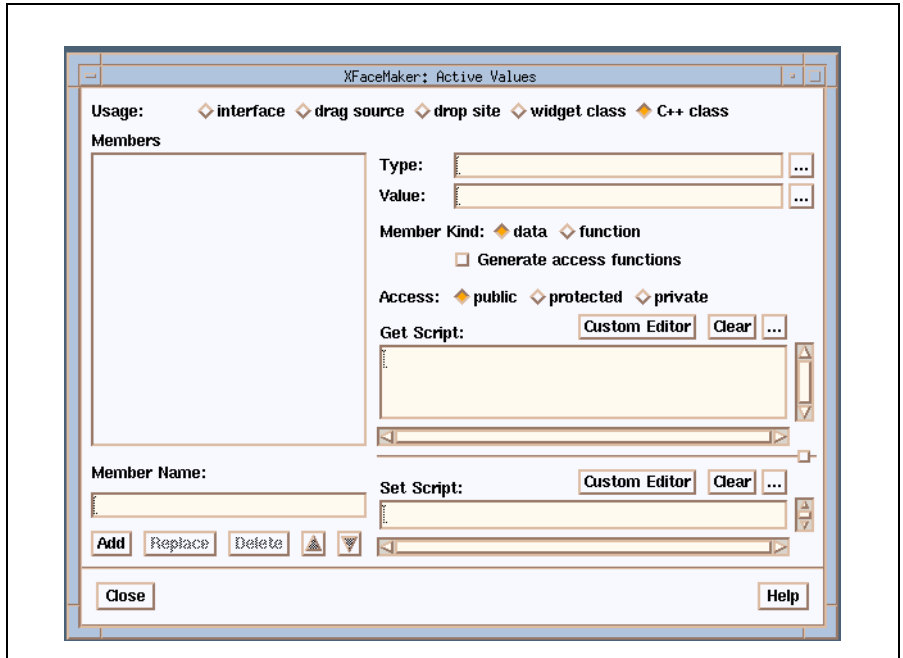 XFaceMaker: Active Values
Usage: interface drag source drop site widget class C++ class
Members
Type: ...
Value: ...
Member Kind: data function
Generate access functions
Access: public protected private
Get Script: Custom Editor Clear ...
Member Name:
Set Script: Custom Editor Clear ...
Add Replace Delete
Close Help